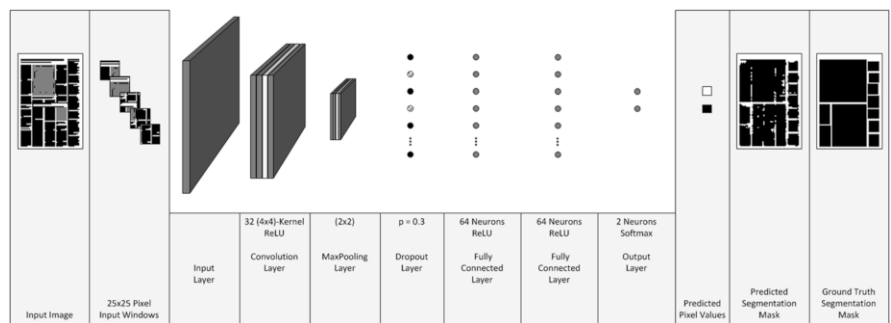 Input Image
25x25 Pixel
Input Windows
Input
Layer
32 (4x4)-Kernel
ReLU
Convolution
Layer
(2x2)
MaxPooling
Layer
p = 0.3
Dropout
Layer
64 Neurons
ReLU
Fully
Connected Layer
64 Neurons
ReLU
Fully
Connected Layer
2 Neurons
Softmax
Output
Layer
Predicted
Pixel Values
Predicted
Segmentation
Mask
Ground Truth
Segmentation
Mask